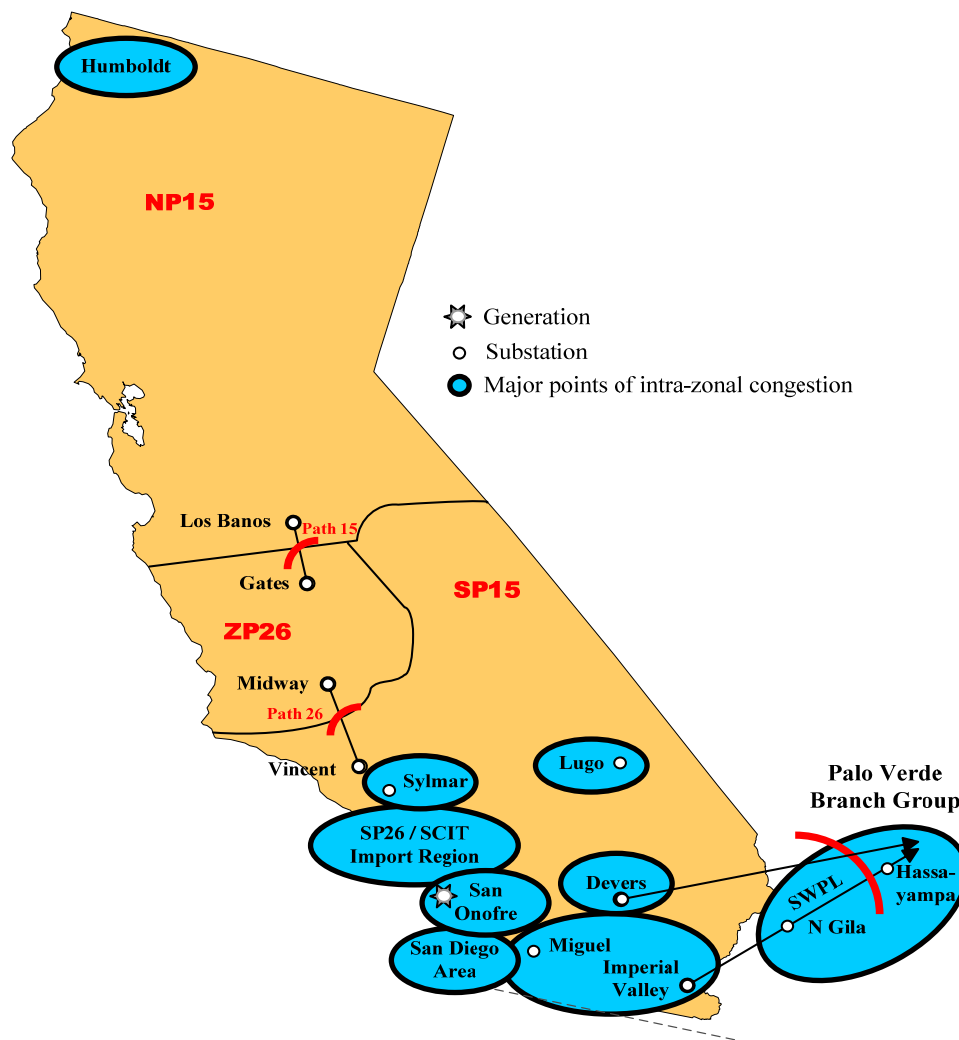 Humboldt
NP15
Generation
Substation
Major points of intra-zonal congestion
Los Banos
Path 15
Gates
SP15
ZP26
Midway
Path 26
Vincent
Sylmar
Lugo
Palo Verde
Branch Group
SP26 / SCIT
Import Region
Devers
San
Onofre
SWPL
Hassa-
yampa
N Gila
San Diego
Area
Miguel
Imperial
Valley